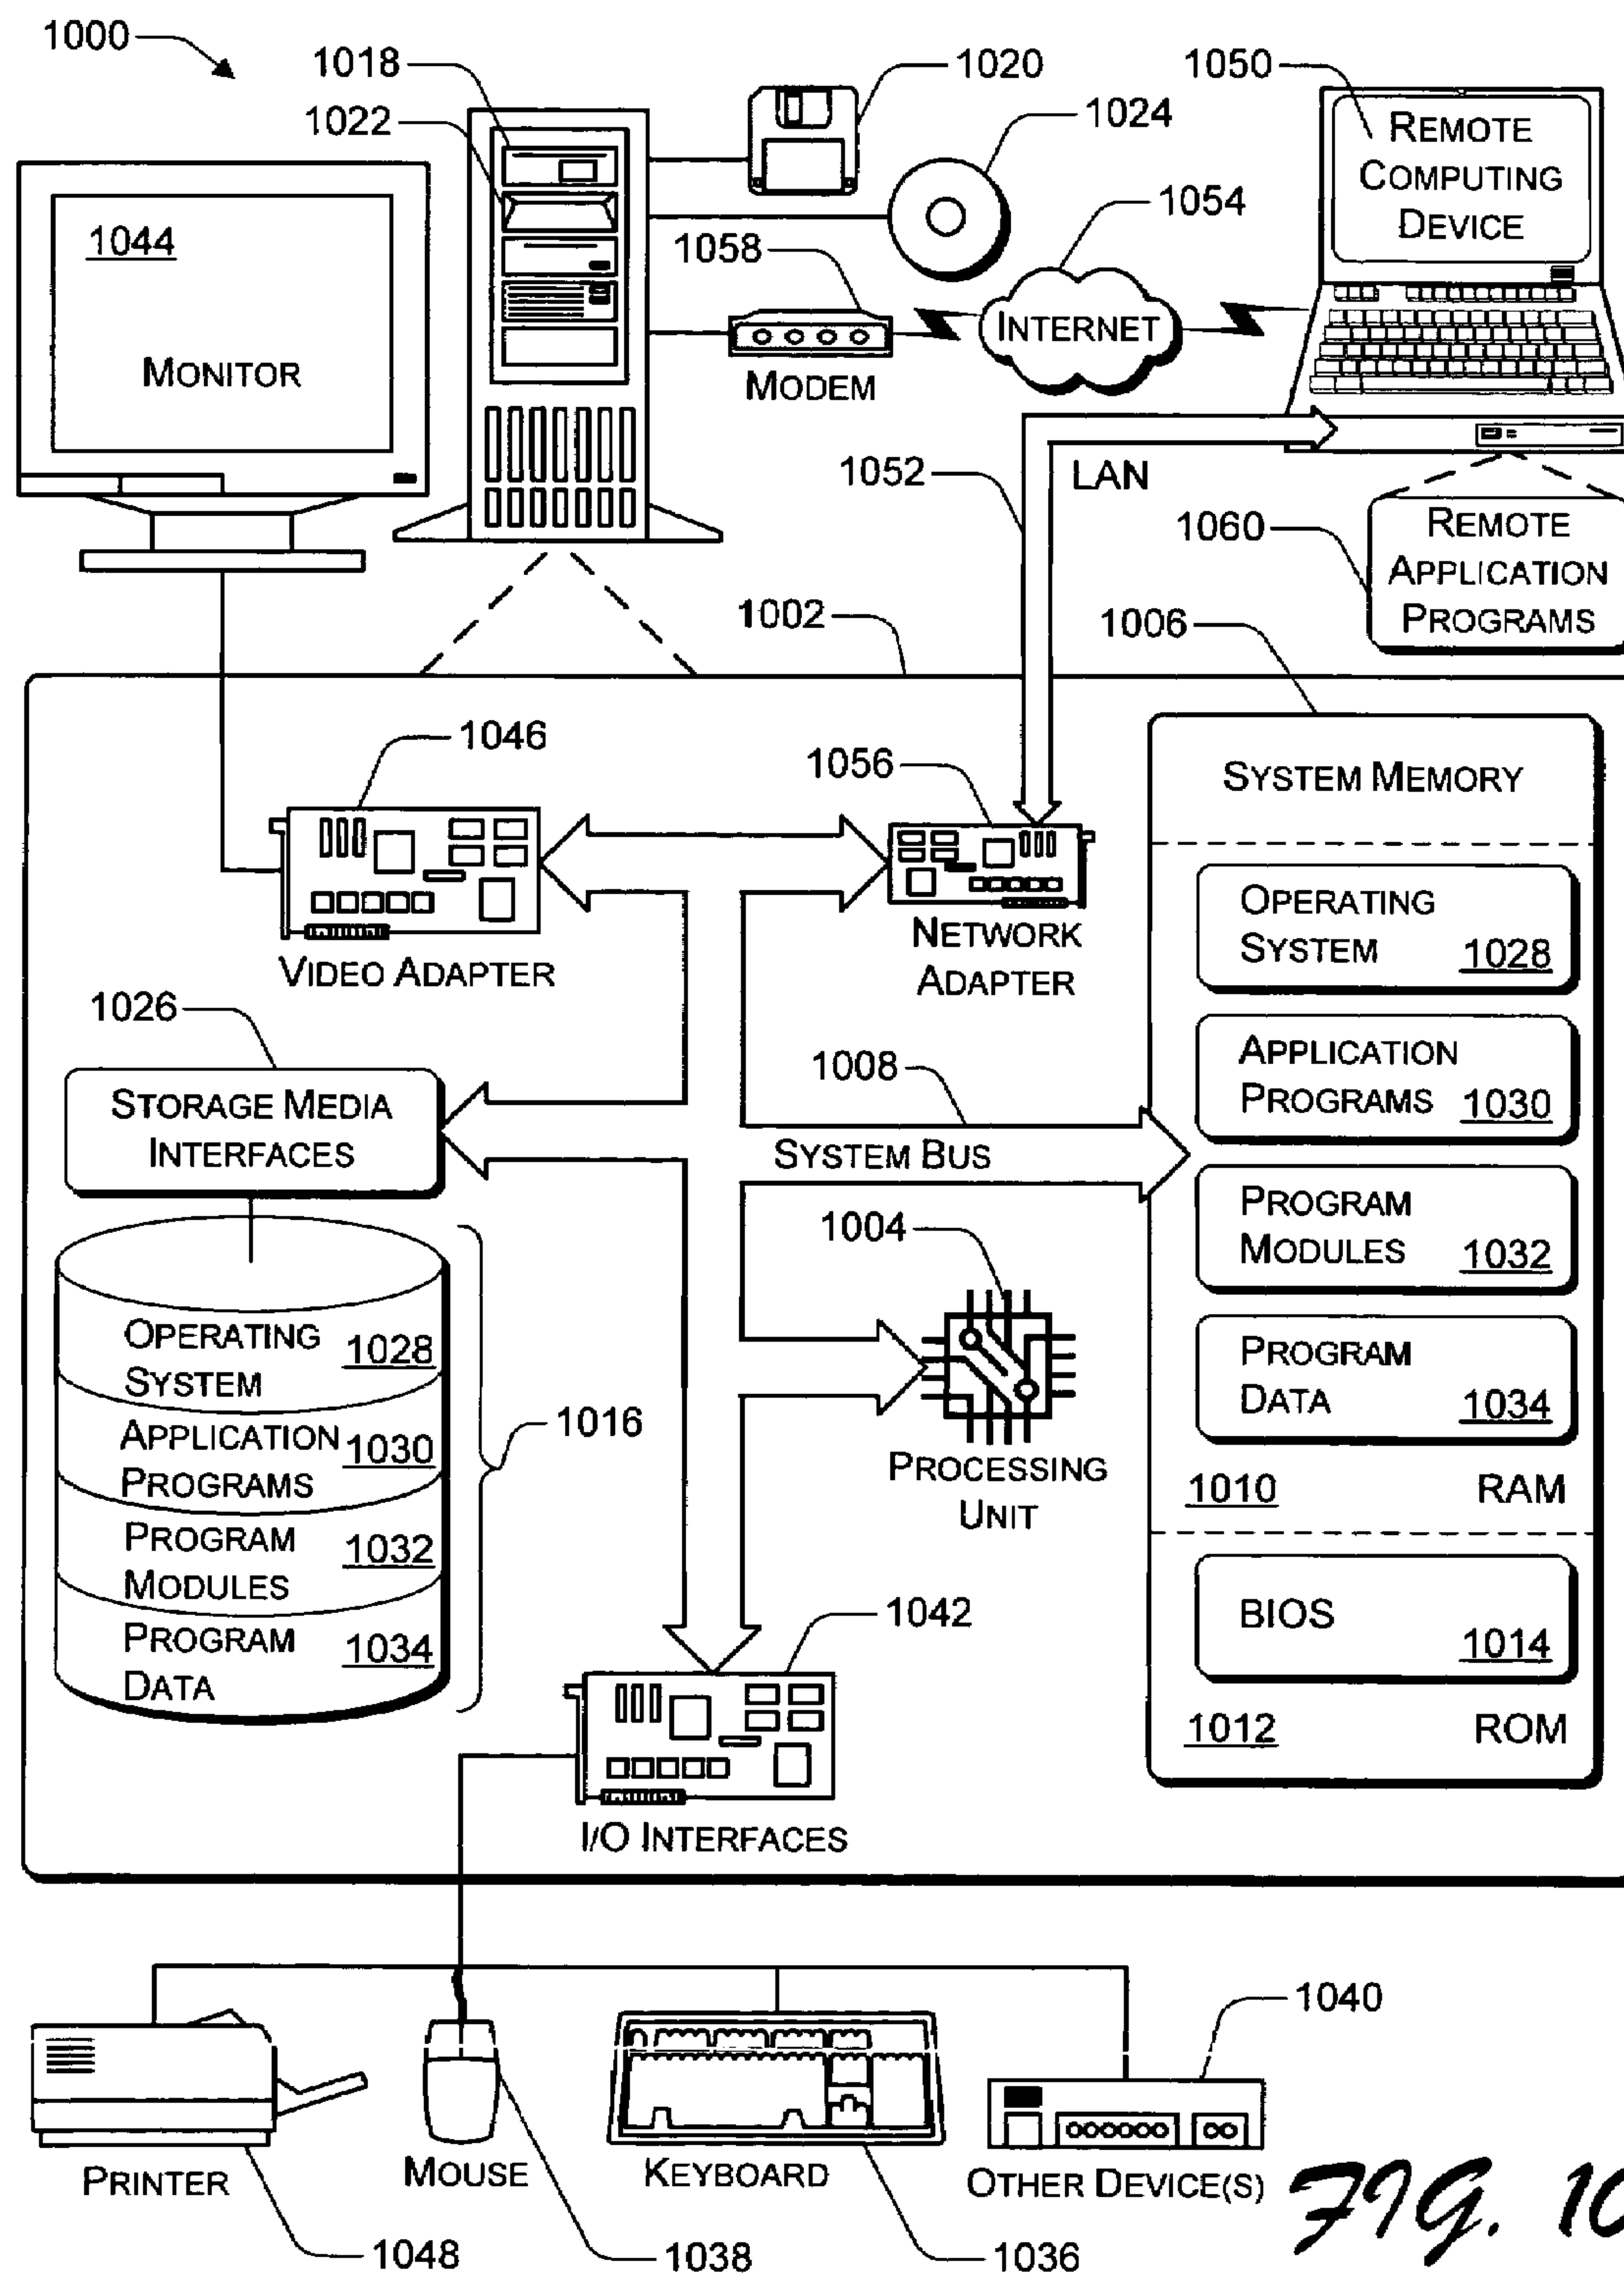 1000
1018
1020
1050
1022
1024
REMOTE
COMPUTING
DEVICE
1054
1044
1058
INTERNET
MONITOR
MODEM
1052
LAN
1060
REMOTE
APPLICATION
PROGRAMS
1002
1006
1046
1056
SYSTEM MEMORY
OPERATING
SYSTEM 1028
NETWORK
ADAPTER
VIDEO ADAPTER
1026
APPLICATION
PROGRAMS 1030
1008
STORAGE MEDIA
INTERFACES
SYSTEM BUS
PROGRAM
MODULES 1032
1004
OPERATING
SYSTEM 1028
PROGRAM
DATA 1034
1016
APPLICATION
PROGRAMS 1030
PROCESSING
UNIT
1010 RAM
PROGRAM
MODULES 1032
BIOS 1014
1042
PROGRAM
DATA 1034
1012 ROM
I/O INTERFACES
1040
PRINTER
MOUSE
KEYBOARD
OTHER DEVICE(S)
FIG. 10
1048
1038
1036